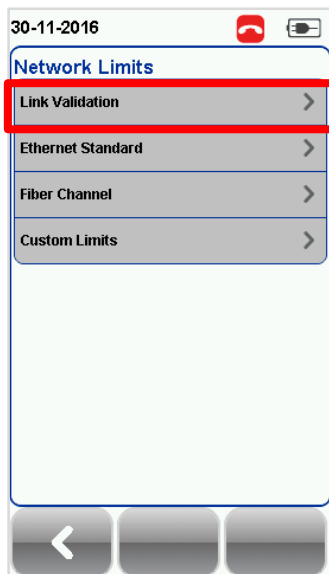 30-11-2016
Network Limits
Link Validation
Ethernet Standard
Fiber Channel
Custom Limits